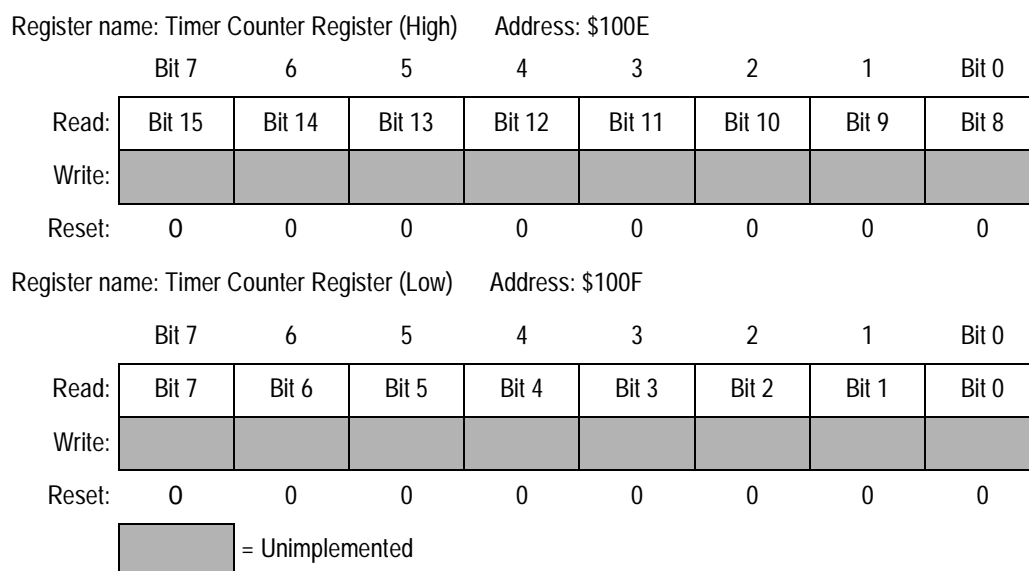 Register name: Timer Counter Register (High) Address: $100E
Bit 7 6 5 4 3 2 1 Bit 0
Read: Bit 15 Bit 14 Bit 13 Bit 12 Bit 11 Bit 10 Bit 9 Bit 8
Write:
Reset: 0 0 0 0 0 0 0 0
Register name: Timer Counter Register (Low) Address: $100F
Bit 7 6 5 4 3 2 1 Bit 0
Read: Bit 7 Bit 6 Bit 5 Bit 4 Bit 3 Bit 2 Bit 1 Bit 0
Write:
Reset: 0 0 0 0 0 0 0 0
= Unimplemented